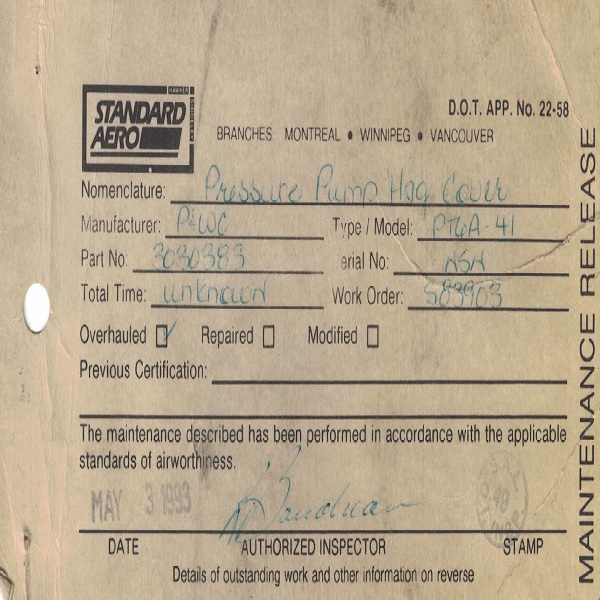 STANDARD
AERO
D.O.T. APP. No. 22-58
BRANCHES MONTREAL • WINNIPEG • VANCOUVER
Nomenclature: Pressure Pump Hsg Cover
Manufacturer: P&WC Type / Model: PT6A-41
Part No: 3030383 erial No: NSN
Total Time: unknown Work Order: 583903
Overhauled ☑ Repaired ☐ Modified ☐
Previous Certification:
The maintenance described has been performed in accordance with the applicable
standards of airworthiness.
MAY 3 1993
DATE AUTHORIZED INSPECTOR STAMP
Details of outstanding work and other information on reverse
MAINTENANCE RELEASE